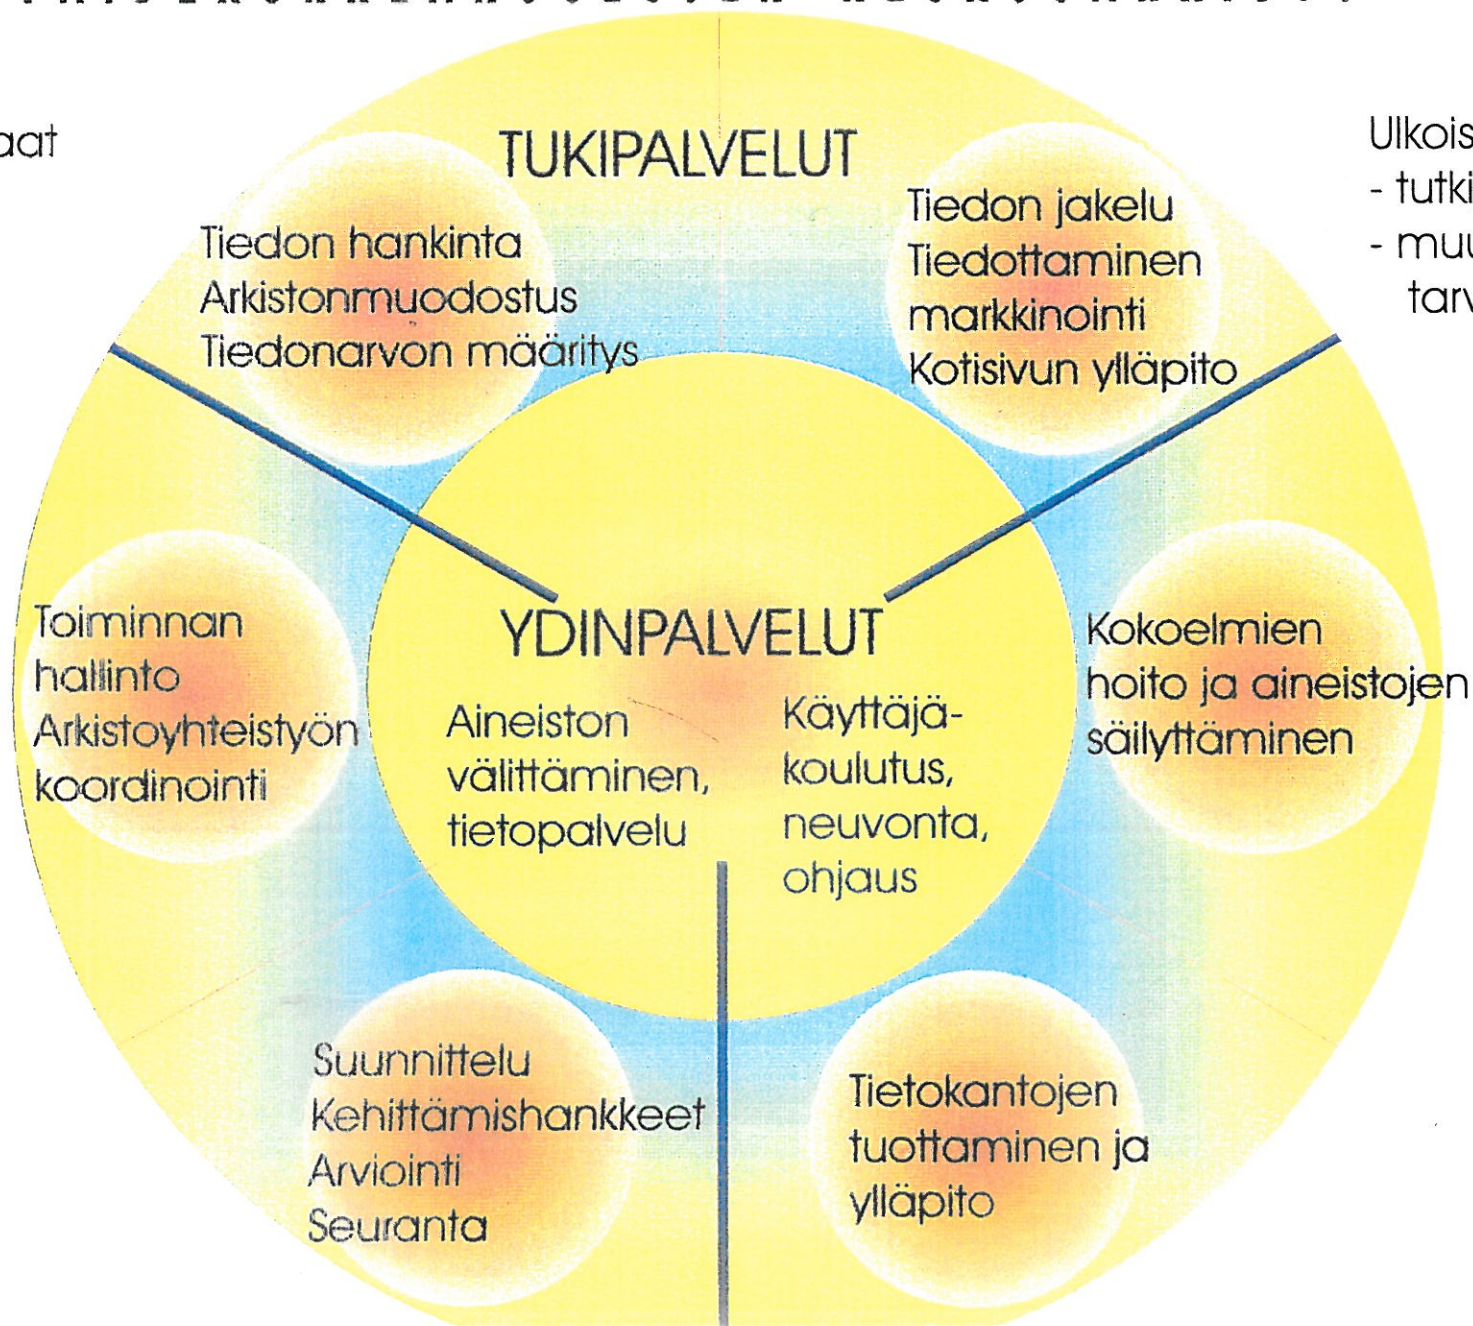 TUKIPALVELUT
Tiedon hankinta
Arkistonmuodostus
Tiedonarvon määritys
Tiedon jakelu
Tiedottaminen
markkinointi
Kotisivun ylläpito
aat
Ulkois
- tutki
- muu
tarv
Toiminnan
hallinto
Arkistoyhteistyön
koordinointi
YDINPALVELUT
Aineiston
välittäminen,
tietopalvelu
Käyttäjä-
koulutus,
neuvonta,
ohjaus
Kokoelmien
hoito ja aineistojen
säilyttäminen
Suunnittelu
Kehittämishankkeet
Arviointi
Seuranta
Tietokantojen
tuottaminen ja
ylläpito